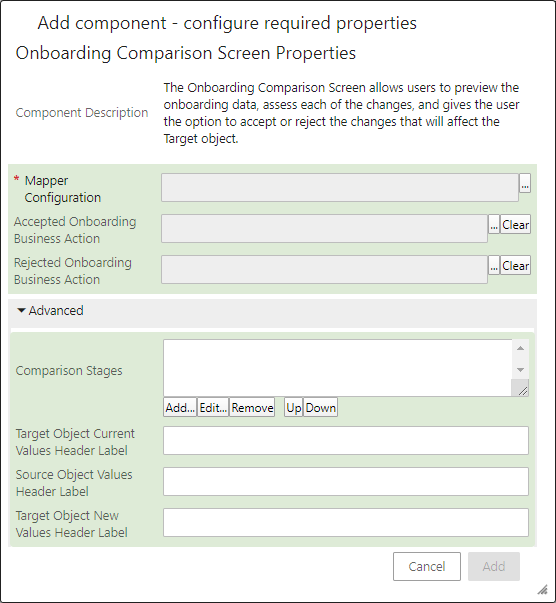 Add component - configure required properties
Onboarding Comparison Screen Properties
Component Description
The Onboarding Comparison Screen allows users to preview the
onboarding data, assess each of the changes, and gives the user
the option to accept or reject the changes that will affect the
Target object.
* Mapper
Configuration
...
Accepted Onboarding
Business Action
... Clear
Rejected Onboarding
Business Action
... Clear
Advanced
Comparison Stages
Add... Edit... Remove Up Down
Target Object Current
Values Header Label
Source Object Values
Header Label
Target Object New
Values Header Label
Cancel Add